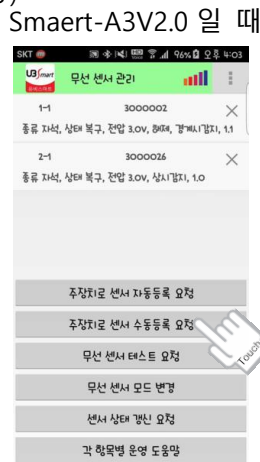 Smaert-A3V2.0 일 때
SKT 96% 오후 4:03
UBSmart 무선 센서 관리
1-1 3000002
종류 자석, 상태 복구, 전압 3.0V, 해제, 경계시감지, 1.1
2-1 3000026
종류 자석, 상태 복구, 전압 3.0V, 상시감지, 1.0
주장치로 센서 자동등록 요청
주장치로 센서 수동등록 요청
무선 센서 테스트 요청
Touch
무선 센서 모드 변경
센서 상태 갱신 요청
각 항목별 운영 도움말